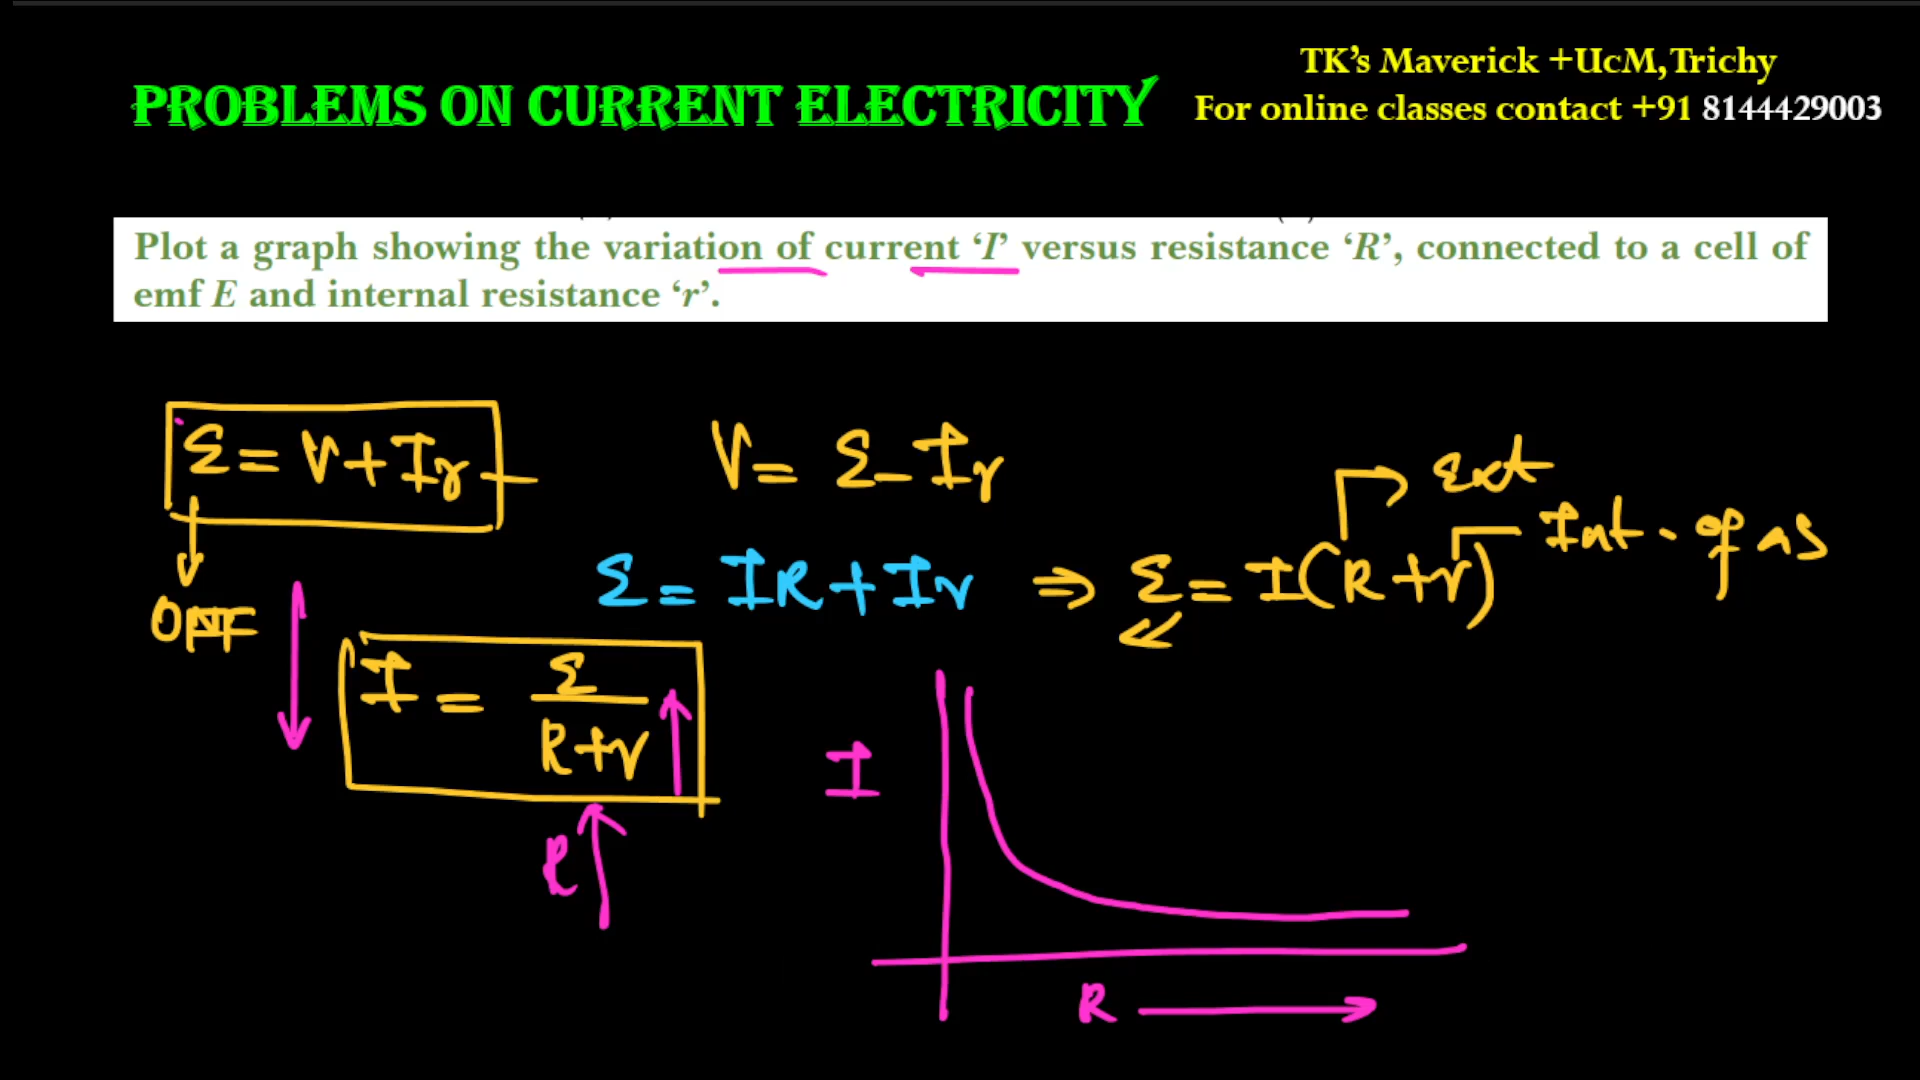 TK's Maverick +UcM,Trichy
PROBLEMS ON CURRENT ELECTRICITY
For online classes contact +91 8144429003
Plot a graph showing the variation of current ‘I’ versus resistance ‘R’, connected to a cell of
emf E and internal resistance ‘r’.
Ɛ = V + Ir
V = Ɛ - Ir
Ext
Int. of
Ɛ = IR + Ir ⇒ Ɛ = I(R+r)
I = Ɛ / R+r
I
R
R